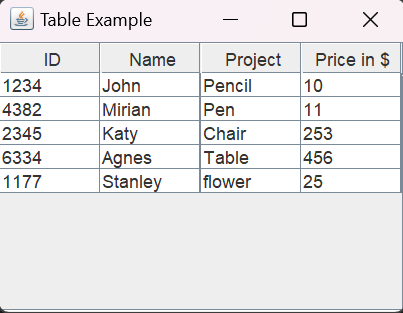 Table Example
ID Name Project Price in $
1234 John Pencil 10
4382 Mirian Pen 11
2345 Katy Chair 253
6334 Agnes Table 456
1177 Stanley flower 25